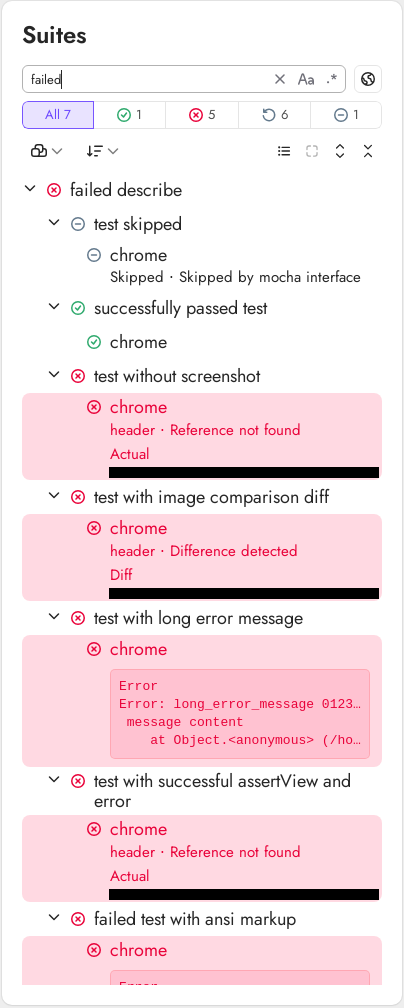 Suites
failed
Aa .*
All 7 1 5 6 1
failed describe
test skipped
chrome
Skipped · Skipped by mocha interface
successfully passed test
chrome
test without screenshot
chrome
header · Reference not found
Actual
test with image comparison diff
chrome
header · Difference detected
Diff
test with long error message
chrome
Error
Error: long_error_message 0123…
message content
at Object.<anonymous> (/ho…
test with successful assertView and
error
chrome
header · Reference not found
Actual
failed test with ansi markup
chrome
Error